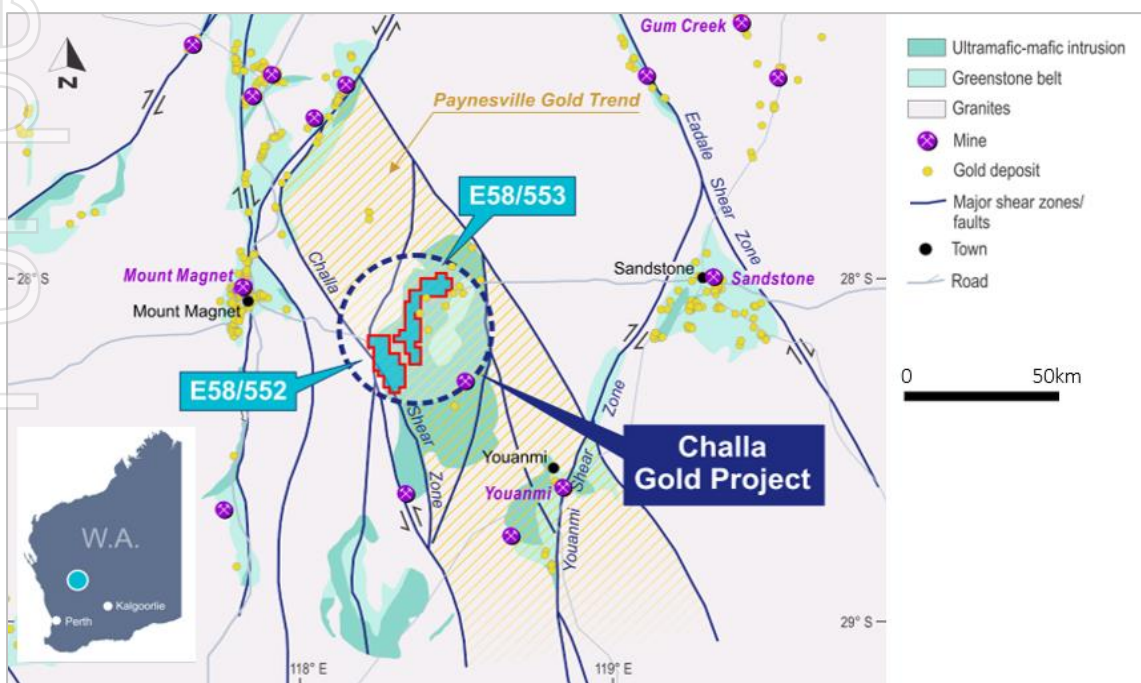 Gum Creek
N
Paynesville Gold Trend
Eadale
Shear
Zone
E58/553
Challa
Mount Magnet
28° S
Sandstone
Sandstone
28° S
Mount Magnet
E58/552
Shear
Zone
Zone
Shear
Youanmi
Challa
Gold Project
Youanmi
Youanmi
W.A.
Kalgoorlie
Perth
29° S
118° E
119° E
Ultramafic-mafic intrusion
Greenstone belt
Granites
Mine
Gold deposit
Major shear zones/
faults
Town
Road
0
50km